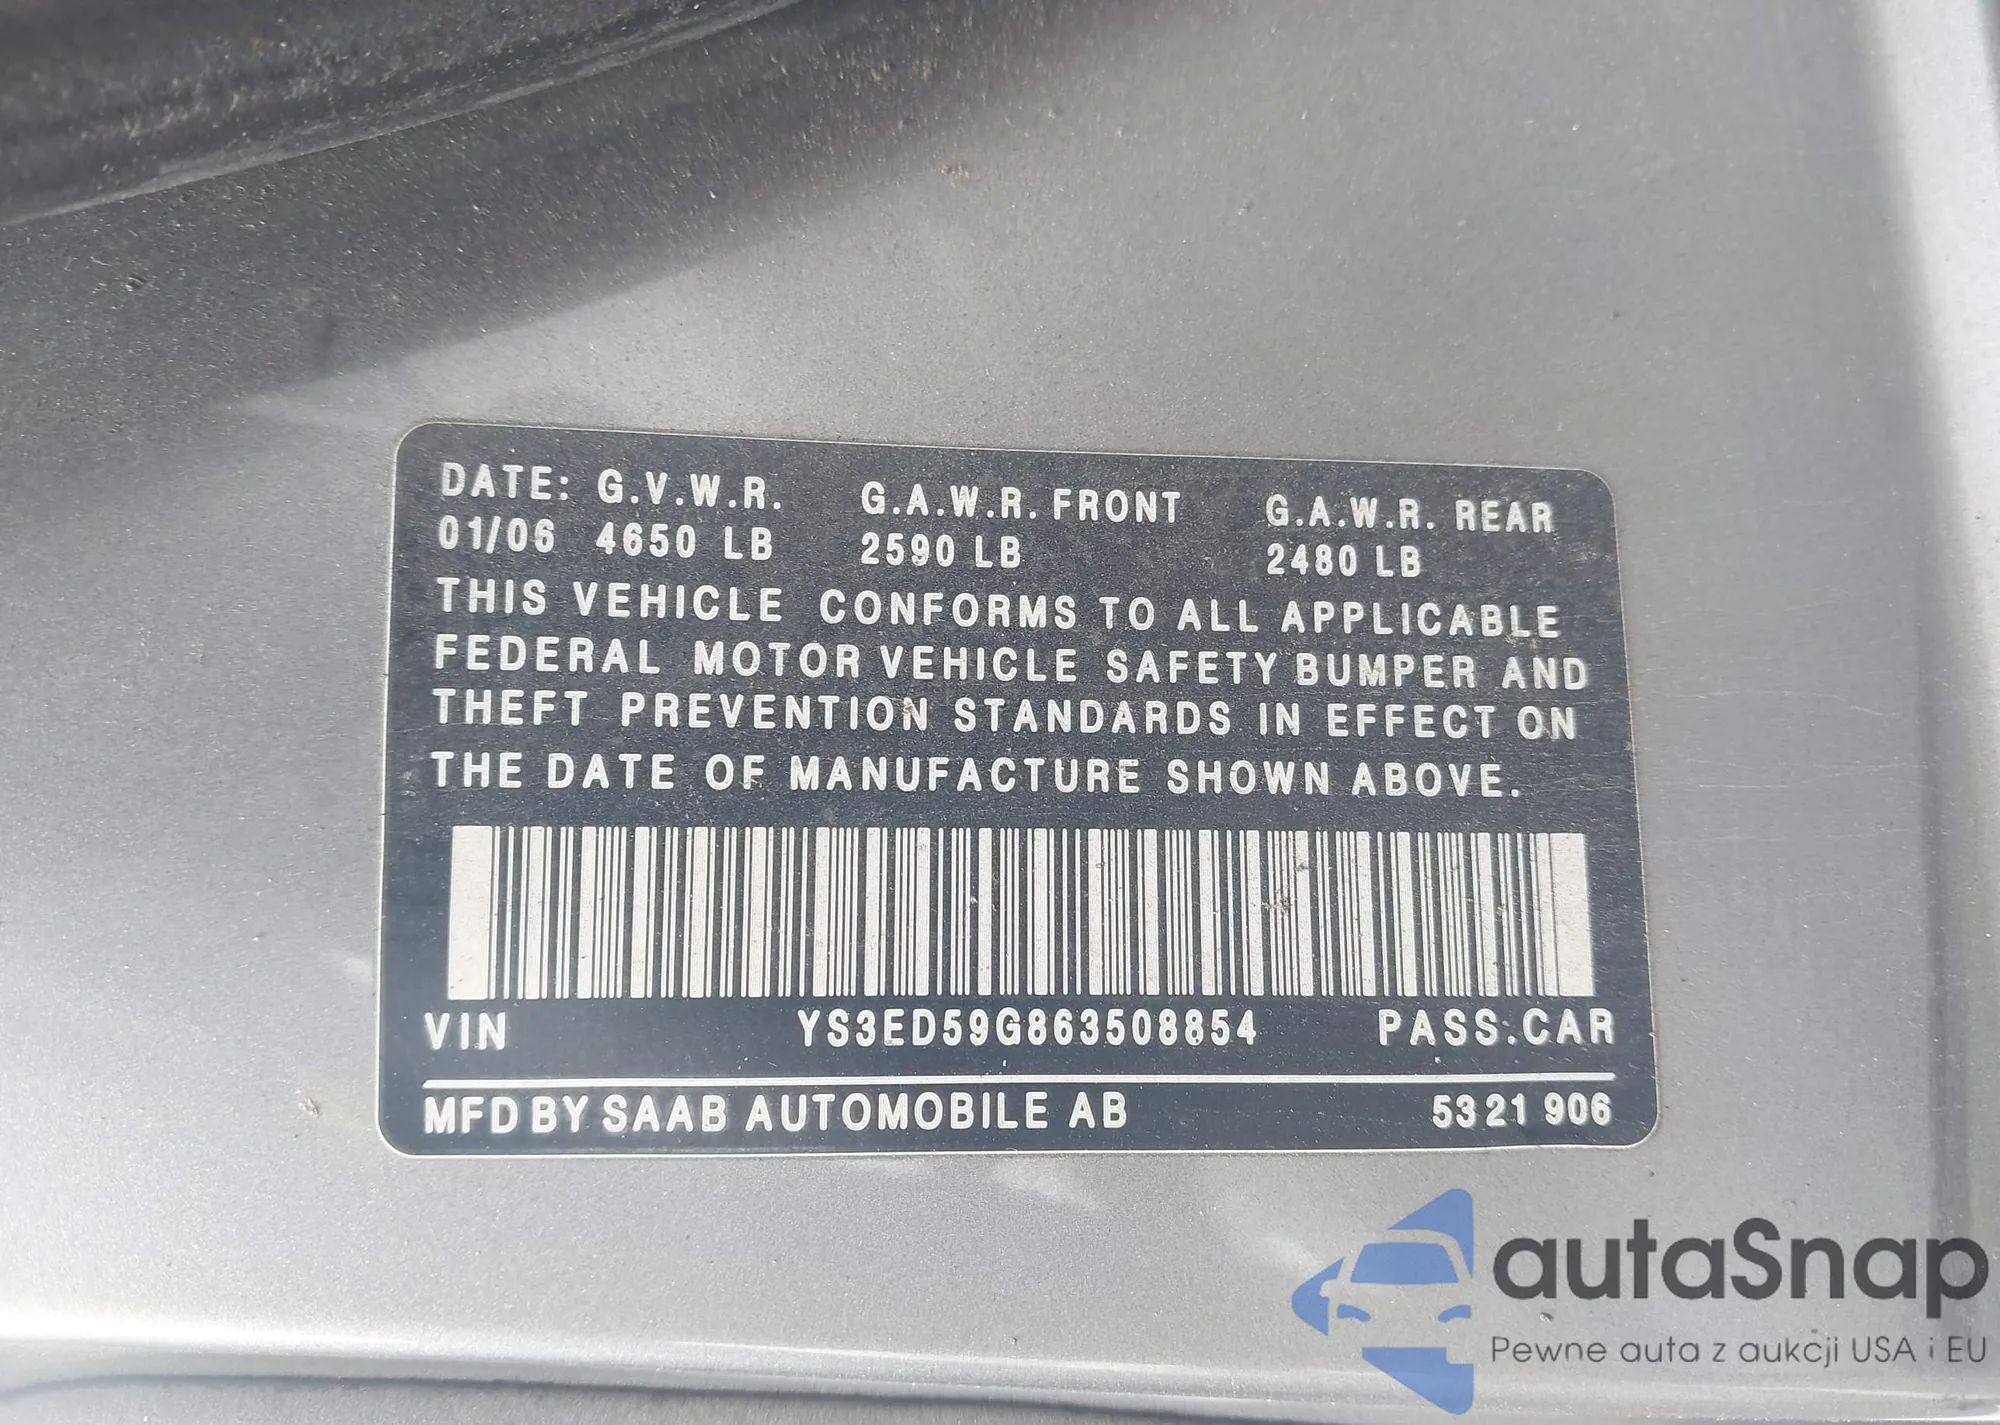 DATE: G.V.W.R. G.A.W.R. FRONT G.A.W.R. REAR
01/06 4650 LB 2590 LB 2480 LB
THIS VEHICLE CONFORMS TO ALL APPLICABLE
FEDERAL MOTOR VEHICLE SAFETY BUMPER AND
THEFT PREVENTION STANDARDS IN EFFECT ON
THE DATE OF MANUFACTURE SHOWN ABOVE.
VIN YS3ED59G863508854 PASS.CAR
MFD BY SAAB AUTOMOBILE AB 53 21 906
autaSnap
Pewne auta z aukcji USA i EU